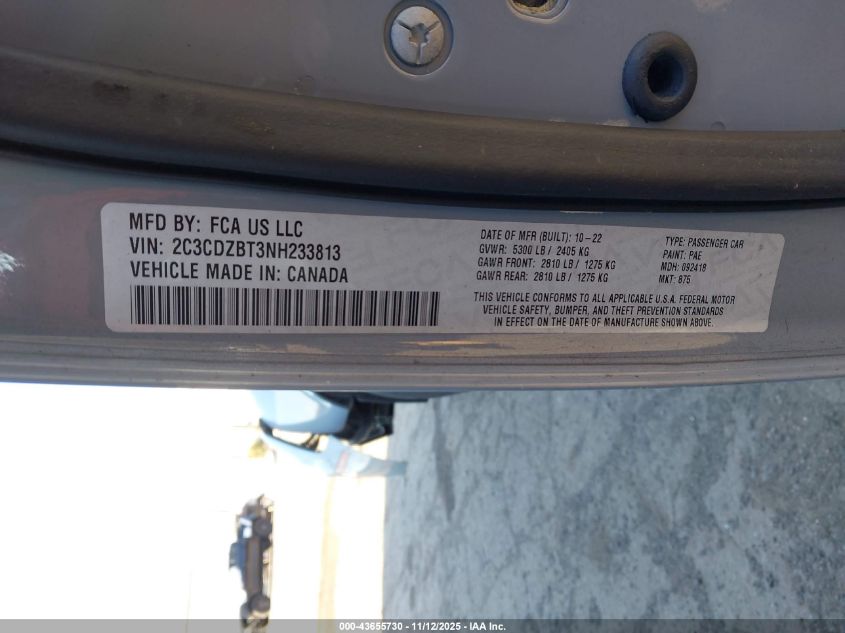 MFD BY: FCA US LLC
VIN: 2C3CDZBT3NH233813
VEHICLE MADE IN: CANADA
DATE OF MFR (BUILT): 10-22
GVWR: 5300 LB / 2405 KG
GAWR FRONT: 2810 LB / 1275 KG
GAWR REAR: 2810 LB / 1275 KG
TYPE: PASSENGER CAR
PAINT: PAE
MDH: 092418
MKT: 875
THIS VEHICLE CONFORMS TO ALL APPLICABLE U.S.A. FEDERAL MOTOR
VEHICLE SAFETY, BUMPER, AND THEFT PREVENTION STANDARDS
IN EFFECT ON THE DATE OF MANUFACTURE SHOWN ABOVE.
000-43655730 - 11/12/2025 - IAA Inc.